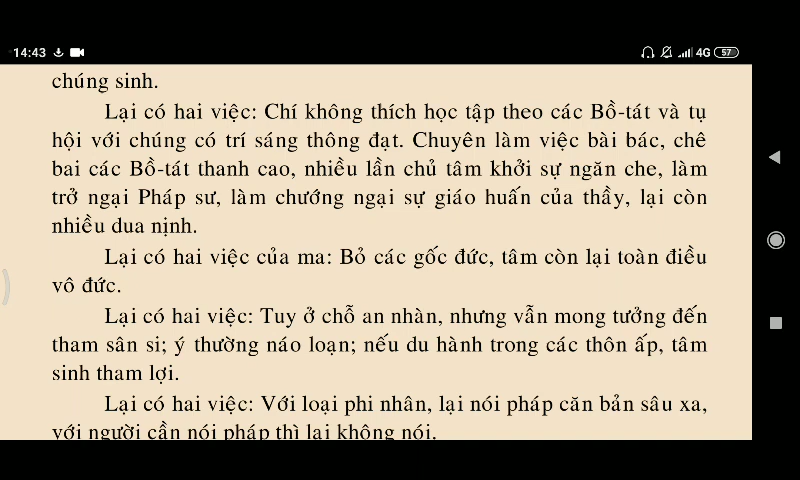 14:43
4G 57
chúng sinh.
Lại có hai việc: Chí không thích học tập theo các Bồ-tát và tụ
hội với chúng có trí sáng thông đạt. Chuyên làm việc bài bác, chê
bai các Bồ-tát thanh cao, nhiều lần chủ tâm khởi sự ngăn che, làm
trở ngại Pháp sư, làm chướng ngại sự giáo huấn của thầy, lại còn
nhiều dua nịnh.
Lại có hai việc của ma: Bỏ các gốc đức, tâm còn lại toàn điều
vô đức.
Lại có hai việc: Tuy ở chỗ an nhàn, nhưng vẫn mong tưởng đến
tham sân si; ý thường náo loạn; nếu du hành trong các thôn ấp, tâm
sinh tham lợi.
Lại có hai việc: Với loại phi nhân, lại nói pháp căn bản sâu xa,
với người cần nói pháp thì lại không nói.